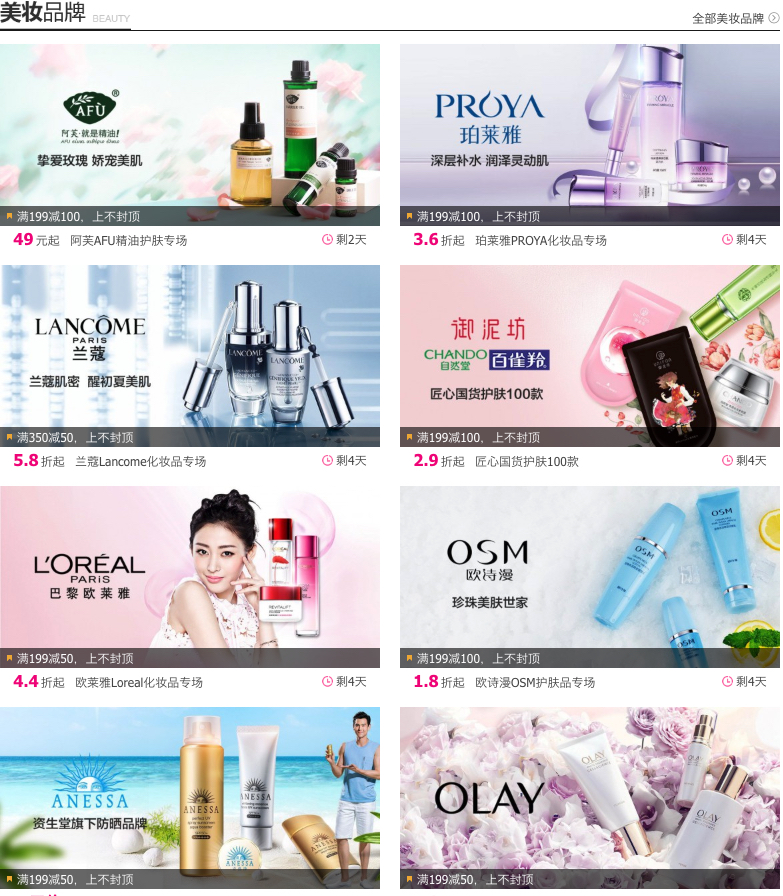 美妆品牌 BEAUTY
全部美妆品牌
AFU
阿芙·就是精油!
挚爱玫瑰 娇宠美肌
满199减100，上不封顶
49元起 阿芙AFU精油护肤专场 剩2天
PROYA
珀莱雅
深层补水 润泽灵动肌
满199减100，上不封顶
3.6折起 珀莱雅PROYA化妆品专场 剩4天
LANCÔME
PARIS
兰蔻
兰蔻肌密 醒初夏美肌
LANCÔME
LANCÔME
满350减50，上不封顶
5.8折起 兰蔻Lancome化妆品专场 剩4天
御泥坊
CHANDO
自然堂
百雀羚
匠心国货护肤100款
满199减100，上不封顶
2.9折起 匠心国货护肤100款 剩4天
L'ORÉAL
PARIS
巴黎欧莱雅
REVITALIFT
满199减50，上不封顶
4.4折起 欧莱雅Loreal化妆品专场 剩4天
OSM
欧诗漫
珍珠美肤世家
OSM
OSM
OSM
满199减100，上不封顶
1.8折起 欧诗漫OSM护肤品专场 剩4天
ANESSA
资生堂旗下防晒品牌
ANESSA
ANESSA
ANESSA
满199减50，上不封顶
OLAY
OLAY
OLAY
满199减50，上不封顶